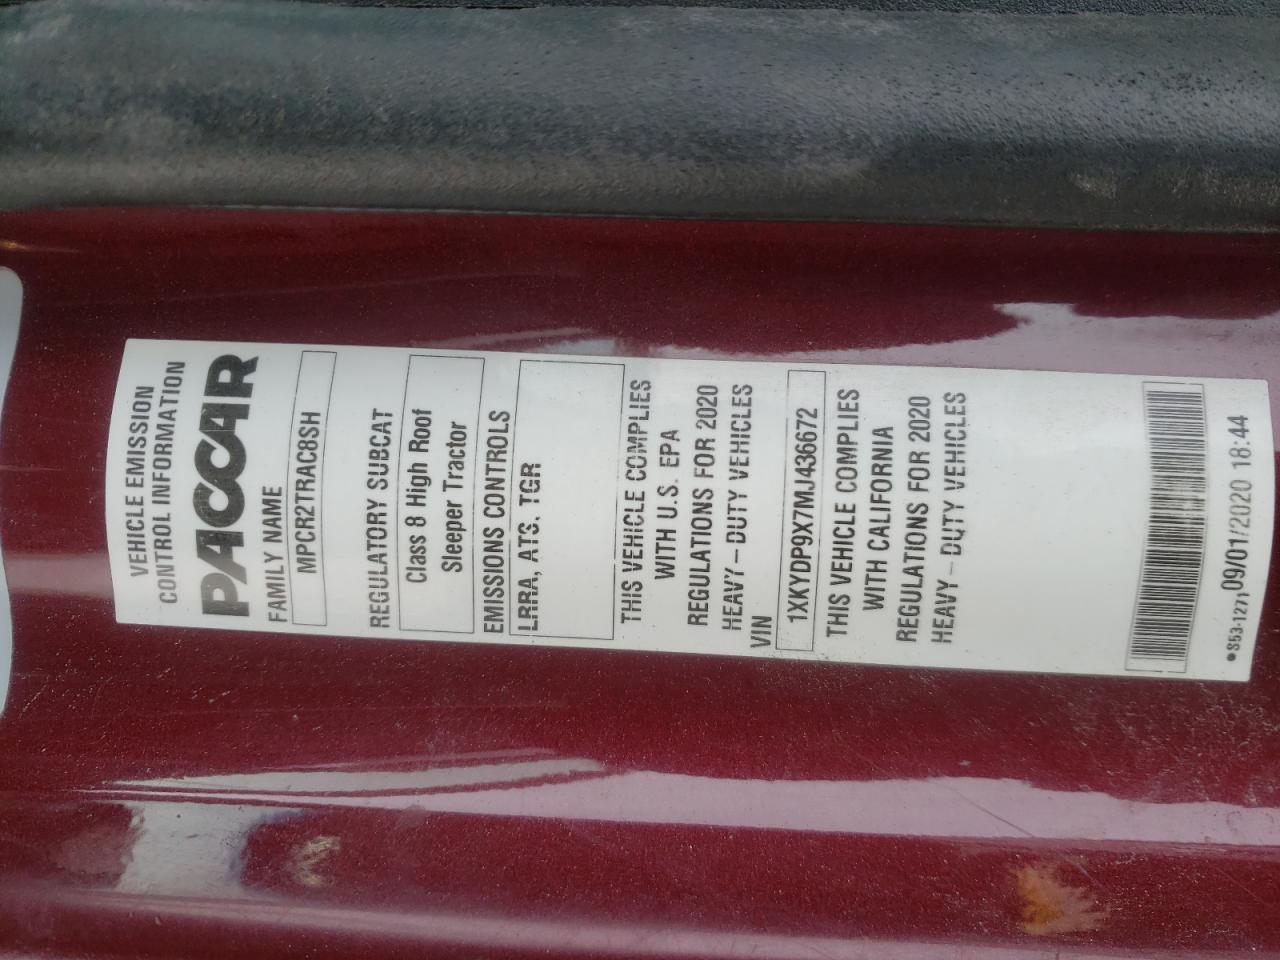 VEHICLE EMISSION
CONTROL INFORMATION
PACCAR
FAMILY NAME
MPCR2TRAC8SH
REGULATORY SUBCAT
Class 8 High Roof
Sleeper Tractor
EMISSIONS CONTROLS
LRRA, ATS, TGR
THIS VEHICLE COMPLIES
WITH U.S. EPA
REGULATIONS FOR 2020
HEAVY – DUTY VEHICLES
VIN
1XKYDP9X7MJ436672
THIS VEHICLE COMPLIES
WITH CALIFORNIA
REGULATIONS FOR 2020
HEAVY – DUTY VEHICLES
•S53-1271 09/01/2020 18:44